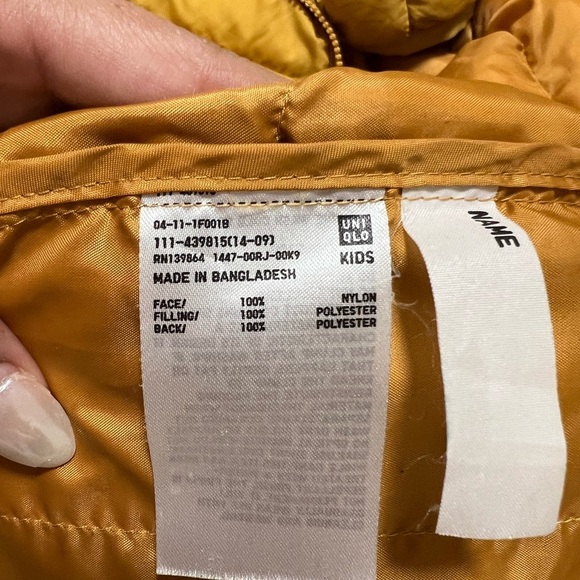 04-11-1F001B
111-439815(14-09)
RN139864 1447-00RJ-00K9
MADE IN BANGLADESH
UNI
QLO
KIDS
FACE/ 100% NYLON
FILLING/ 100% POLYESTER
BACK/ 100% POLYESTER
NAME